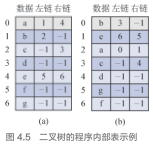 数据 左链 右链 数据 左链 右链
0 a 1 4 0 b 3 -1
1 b 2 -1 1 e 6 5
2 c -1 3 2 a 0 1
3 d -1 -1 3 c -1 4
4 e 5 6 4 d -1 -1
5 f -1 -1 5 g -1 -1
6 g -1 -1 6 f -1 -1
(a) (b)
图 4.5 二叉树的程序内部表示例